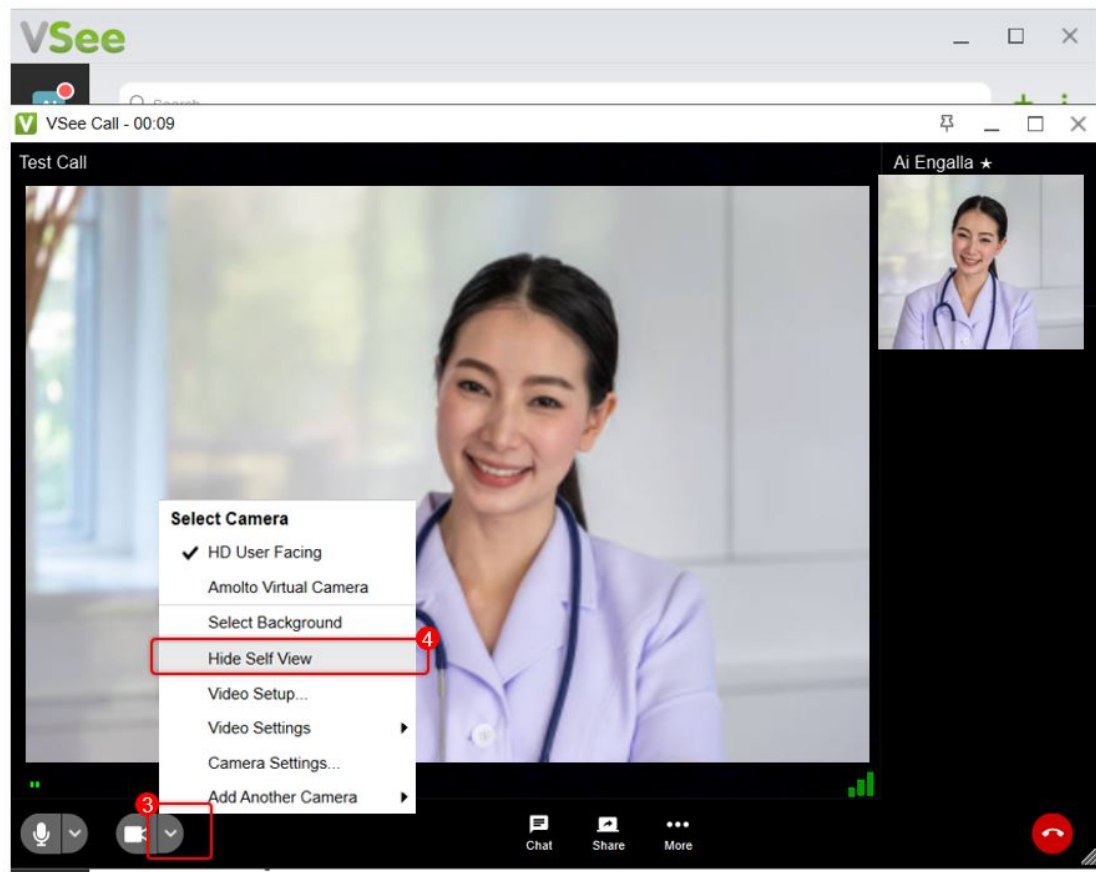 VSee
Search
VSee Call - 00:09
Test Call
Ai Engalla ★
Select Camera
✔ HD User Facing
Amolto Virtual Camera
Select Background
4
Hide Self View
Video Setup...
Video Settings
Camera Settings...
Add Another Camera
3
Chat
Share
More